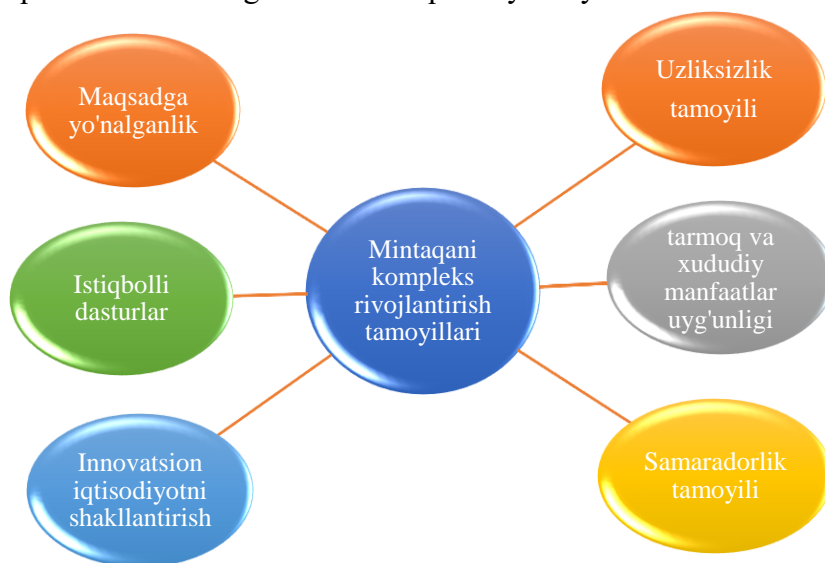 Maqsadga
yo'nalganlik
Uzliksizlik
tamoyili
Istiqbolli
dasturlar
Mintaqani
kompleks
rivojlantirish
tamoyillari
tarmoq va
xududiy
manfaatlar
uyg'unligi
Innovatsion
iqtisodiyotni
shakllantirish
Samaradorlik
tamoyili